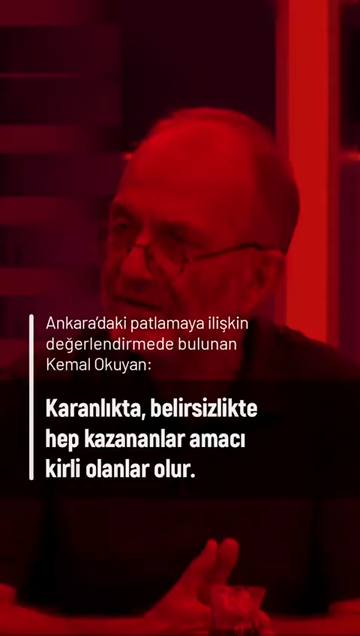 Ankara’daki patlamaya ilişkin
değerlendirmede bulunan
Kemal Okuyan:
Karanlıkta, belirsizlikte
hep kazananlar amacı
kirli olanlar olur.